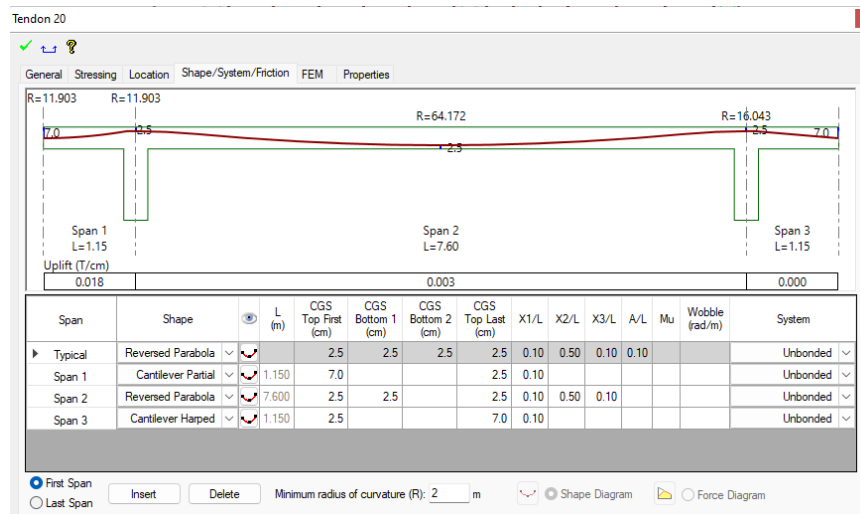 Tendon 20
General Stressing Location Shape/System/Friction FEM Properties
R=11.903 R=11.903 R=64.172 R=16.043
7.0 2.5 2.5 2.5 7.0
Span 1 Span 2 Span 3
L=1.15 L=7.60 L=1.15
Uplift (T/cm)
0.018 0.003 0.000
Span Shape L (m) CGS Top First (cm) CGS Bottom 1 (cm) CGS Bottom 2 (cm) CGS Top Last (cm) X1/L X2/L X3/L A/L Mu Wobble (rad/m) System
Typical Reversed Parabola 2.5 2.5 2.5 2.5 0.10 0.50 0.10 0.10 Unbonded
Span 1 Cantilever Partial 1.150 7.0 2.5 0.10 Unbonded
Span 2 Reversed Parabola 7.600 2.5 2.5 2.5 0.10 0.50 0.10 Unbonded
Span 3 Cantilever Harped 1.150 2.5 7.0 0.10 Unbonded
First Span
Last Span
Insert Delete Minimum radius of curvature (R): 2 m Shape Diagram Force Diagram